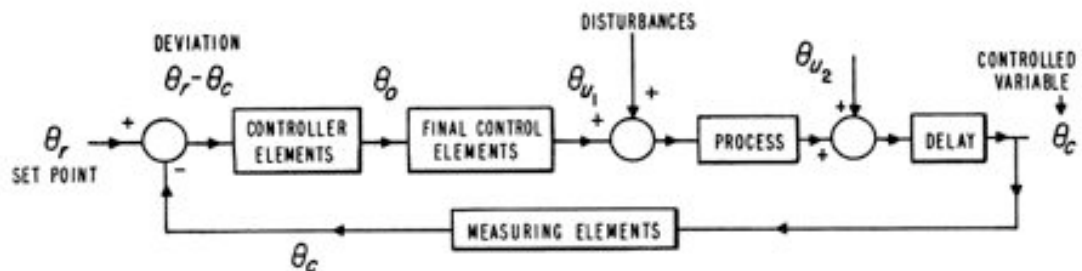 DISTURBANCES
DEVIATION
θr-θc
θo
θu1
+
θu2
CONTROLLED
VARIABLE
θr
+
CONTROLLER
ELEMENTS
FINAL CONTROL
ELEMENTS
+
PROCESS
+
+
DELAY
θc
SET POINT
-
MEASURING ELEMENTS
θc